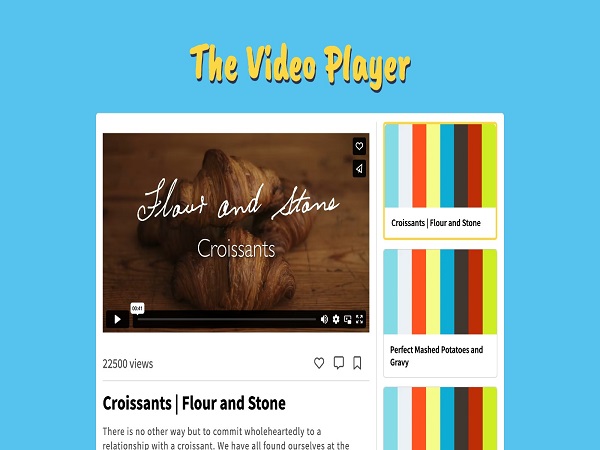 The Video Player
Flour and Stone
Croissants
00:41
22500 views
Croissants | Flour and Stone
There is no other way but to commit wholeheartedly to a
relationship with a croissant. We have all found ourselves at the
Croissants | Flour and Stone
Perfect Mashed Potatoes and
Gravy